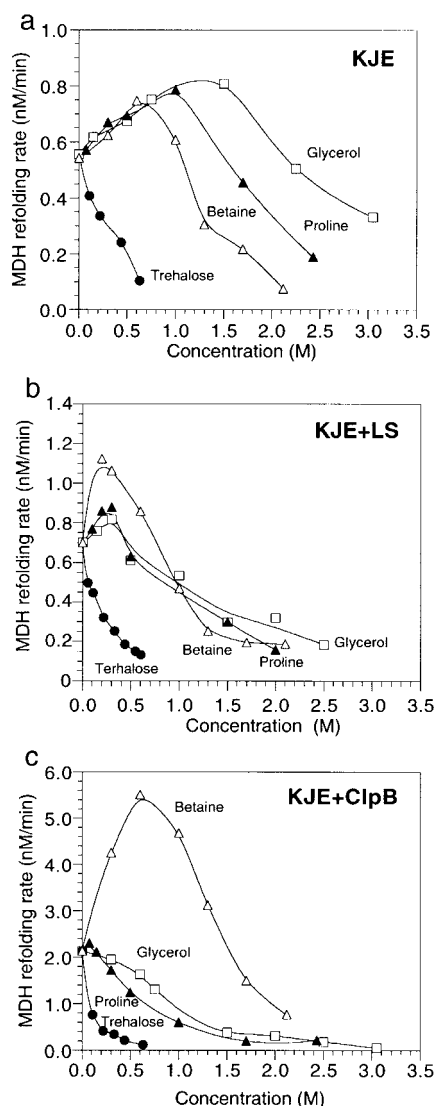 a
KJE
MDH refolding rate (nM/min)
1.0
0.8
0.6
0.4
0.2
0.0
Glycerol
Betaine
Proline
Trehalose
0.0 0.5 1.0 1.5 2.0 2.5 3.0 3.5
Concentration (M)
b
KJE+LS
MDH refolding rate (nM/min)
1.4
1.2
1.0
0.8
0.6
0.4
0.2
0
Terhalose
Betaine
Proline
Glycerol
0.0 0.5 1.0 1.5 2.0 2.5 3.0 3.5
Concentration (M)
c
KJE+ClpB
MDH refolding rate (nM/min)
6.0
5.0
4.0
3.0
2.0
1.0
0.0
Betaine
Glycerol
Proline
Trehalose
0.0 0.5 1.0 1.5 2.0 2.5 3.0 3.5
Concentration (M)